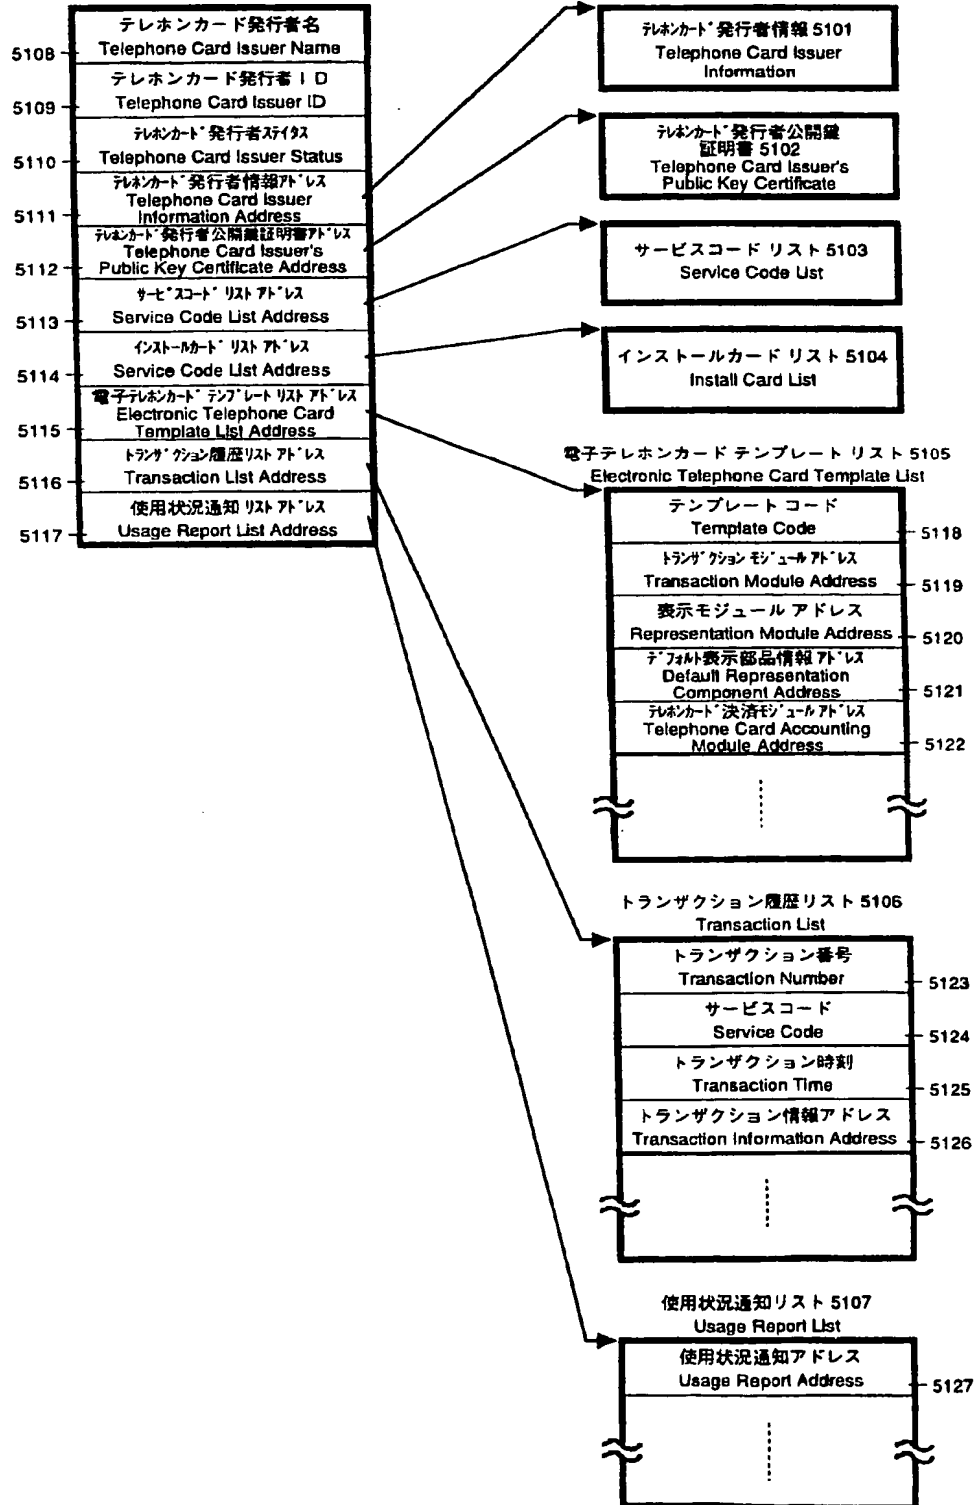 テレホンカード発行者名
5108
Telephone Card Issuer Name
テレホンカード発行者ID
5109
Telephone Card Issuer ID
テレホンカード発行者ステイタス
5110
Telephone Card Issuer Status
テレホンカード発行者情報アドレス
Telephone Card Issuer
5111
Information Address
テレホンカード発行者公開鍵証明書アドレス
Telephone Card Issuer's
5112
Public Key Certificate Address
サービスコード リスト アドレス
5113
Service Code List Address
インストールカード リスト アドレス
5114
Service Code List Address
電子テレホンカード テンプレート リスト アドレス
Electronic Telephone Card
5115
Template List Address
トランザクション履歴リスト アドレス
5116
Transaction List Address
使用状況通知 リスト アドレス
5117
Usage Report List Address
テレホンカード発行者情報 5101
Telephone Card Issuer
Information
テレホンカード発行者公開鍵
証明書 5102
Telephone Card Issuer's
Public Key Certificate
サービスコード リスト 5103
Service Code List
インストールカード リスト 5104
Install Card List
電子テレホンカード テンプレート リスト 5105
Electronic Telephone Card Template List
テンプレート コード
Template Code
5118
トランザクション モジュール アドレス
Transaction Module Address
5119
表示モジュール アドレス
Representation Module Address
5120
デフォルト表示部品情報アドレス
Default Representation
Component Address
5121
テレホンカード決済モジュール アドレス
Telephone Card Accounting
Module Address
5122
トランザクション履歴リスト 5106
Transaction List
トランザクション番号
Transaction Number
5123
サービスコード
Service Code
5124
トランザクション時刻
Transaction Time
5125
トランザクション情報アドレス
Transaction Information Address
5126
使用状況通知リスト 5107
Usage Report List
使用状況通知アドレス
Usage Report Address
5127